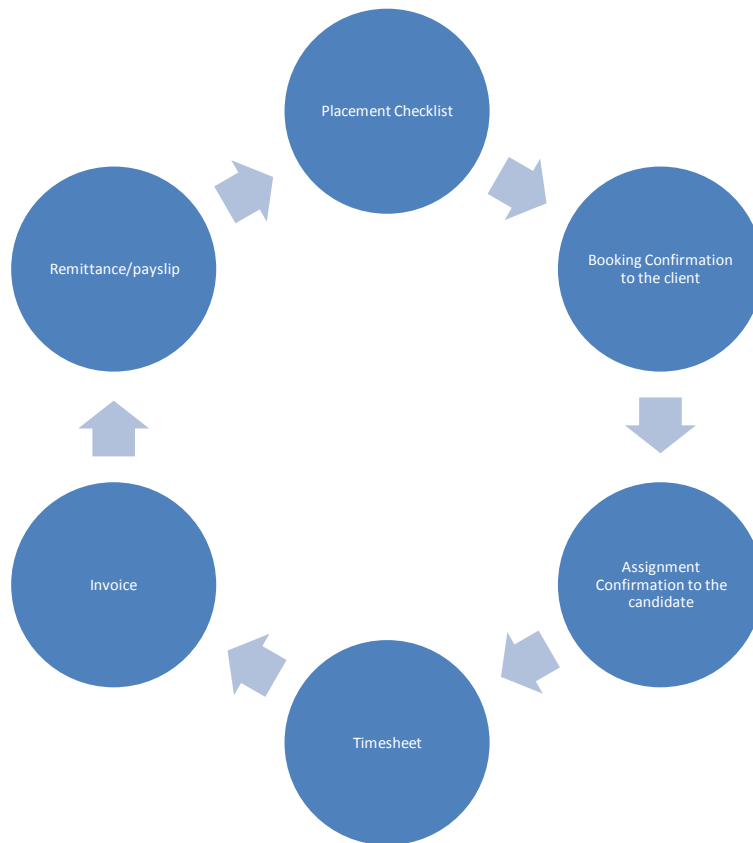 Placement Checklist
Booking Confirmation
to the client
Assignment
Confirmation to the
candidate
Timesheet
Invoice
Remittance/payslip